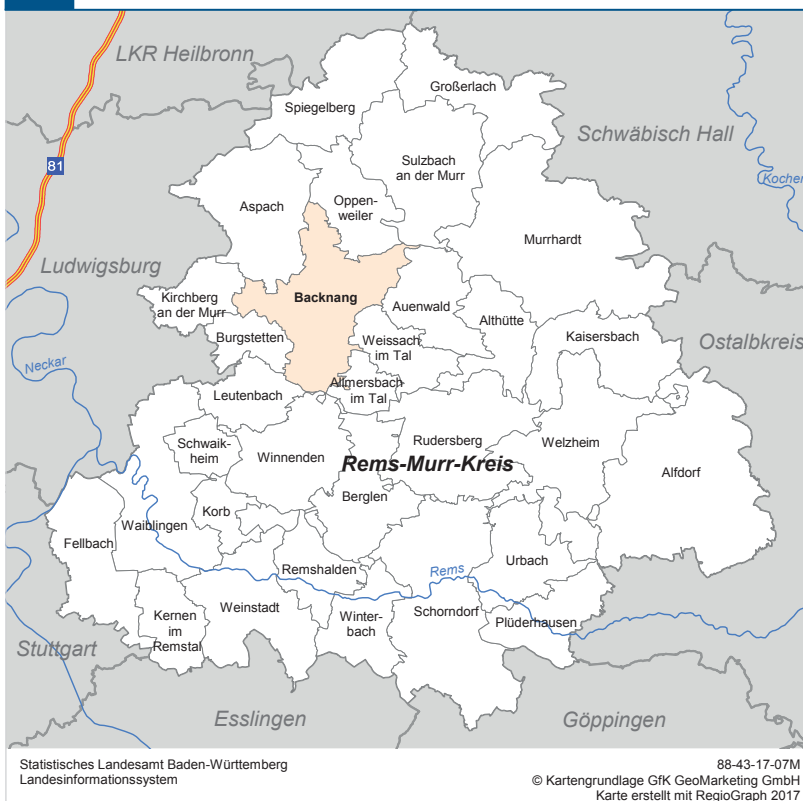 LKR Heilbronn
Großerlach
Spiegelberg
Schwäbisch Hall
81
Sulzbach
an der Murr
Kocher
Oppen-
weiler
Aspach
Murrhardt
Ludwigsburg
Kirchberg
an der Murr
Backnang
Auenwald
Althütte
Burgstetten
Weissach
im Tal
Kaisersbach
Ostalbkreis
Neckar
Allmersbach
im Tal
Leutenbach
Schwaik-
heim
Winnenden
Rudersberg
Welzheim
Rems-Murr-Kreis
Alfdorf
Berglen
Korb
Waiblingen
Fellbach
Remshalden
Rems
Urbach
Kernen
im
Remstal
Weinstadt
Winter-
bach
Schorndorf
Plüderhausen
Stuttgart
Esslingen
Göppingen
Statistisches Landesamt Baden-Württemberg
Landesinformationssystem
88-43-17-07M
© Kartengrundlage GfK GeoMarketing GmbH
Karte erstellt mit RegioGraph 2017